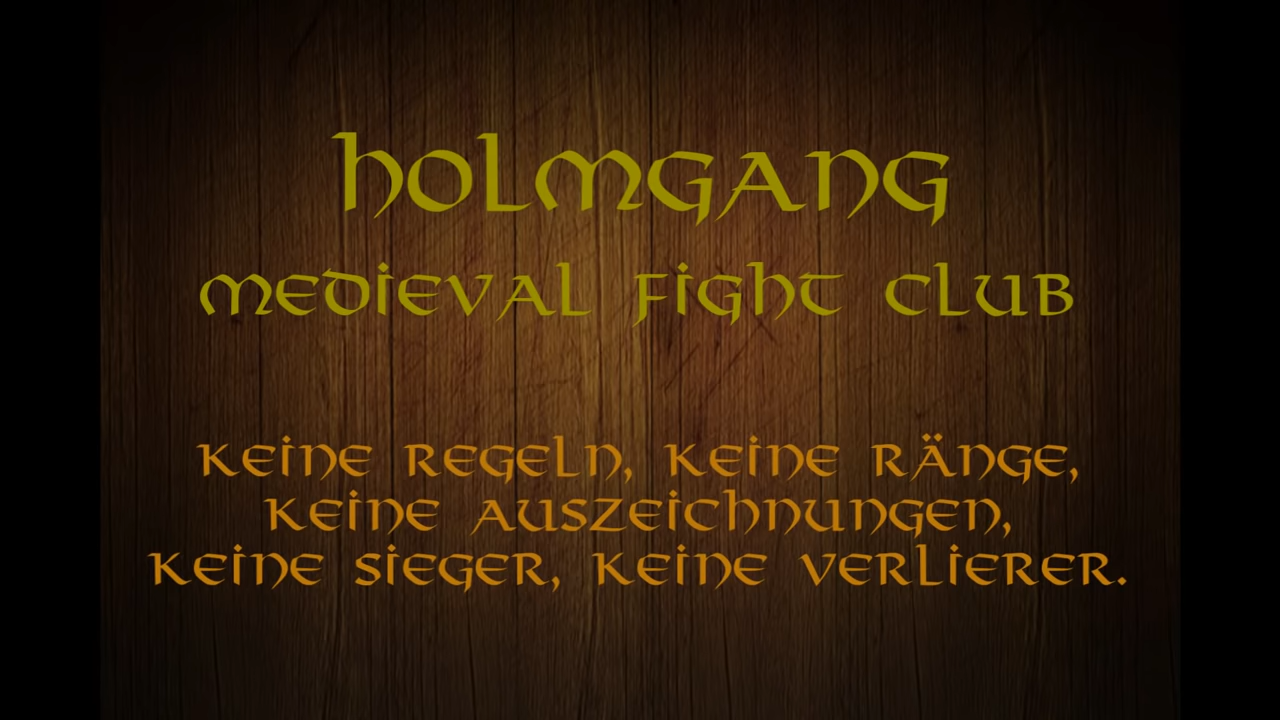 Holmgang
Medieval Fight Club
Keine Regeln, keine Ränge,
keine Auszeichnungen,
keine Sieger, keine Verlierer.